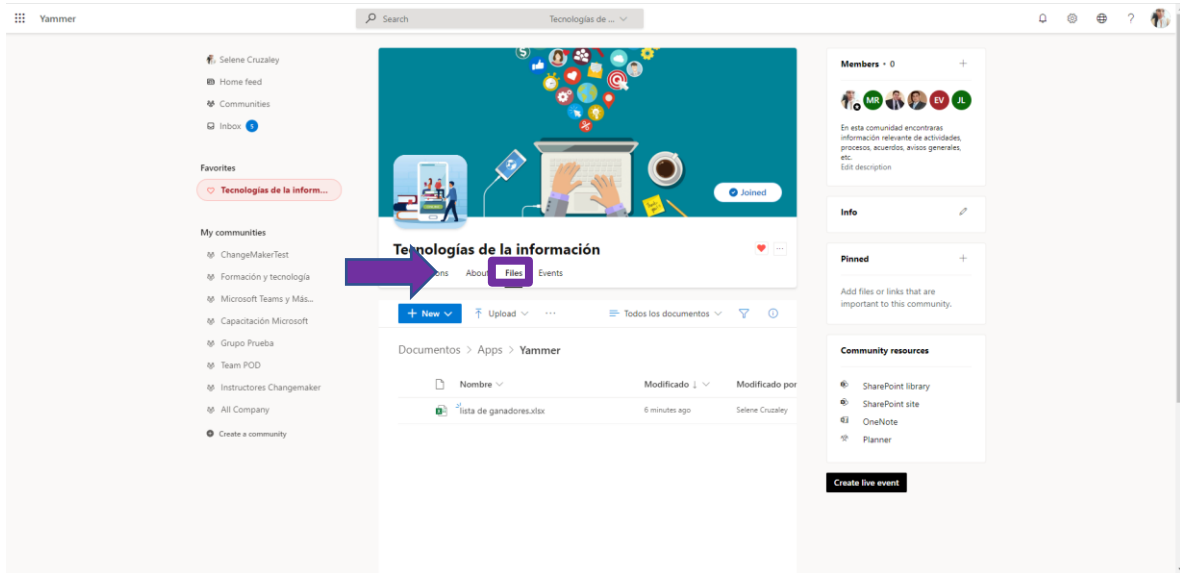 Yammer
Search
Tecnologías de ...
?
Selene Cruzaley
Home feed
Communities
Inbox 5
Favorites
Tecnologías de la inform...
My communities
ChangeMakerTest
Formación y tecnología
Microsoft Teams y Más...
Capacitación Microsoft
Grupo Prueba
Team POD
Instructores Changemaker
All Company
Create a community
Joined
Tecnologías de la información
ons About Files Events
+ New Upload ... Todos los documentos
Documentos > Apps > Yammer
Nombre Modificado ↓ Modificado por
lista de ganadores.xlsx 6 minutes ago Selene Cruzaley
Members • 0 +
MR EV JL
En esta comunidad encontraras
información relevante de actividades,
procesos, acuerdos, avisos generales,
etc.
Edit description
Info
Pinned +
Add files or links that are
important to this community.
Community resources
SharePoint library
SharePoint site
OneNote
Planner
Create live event